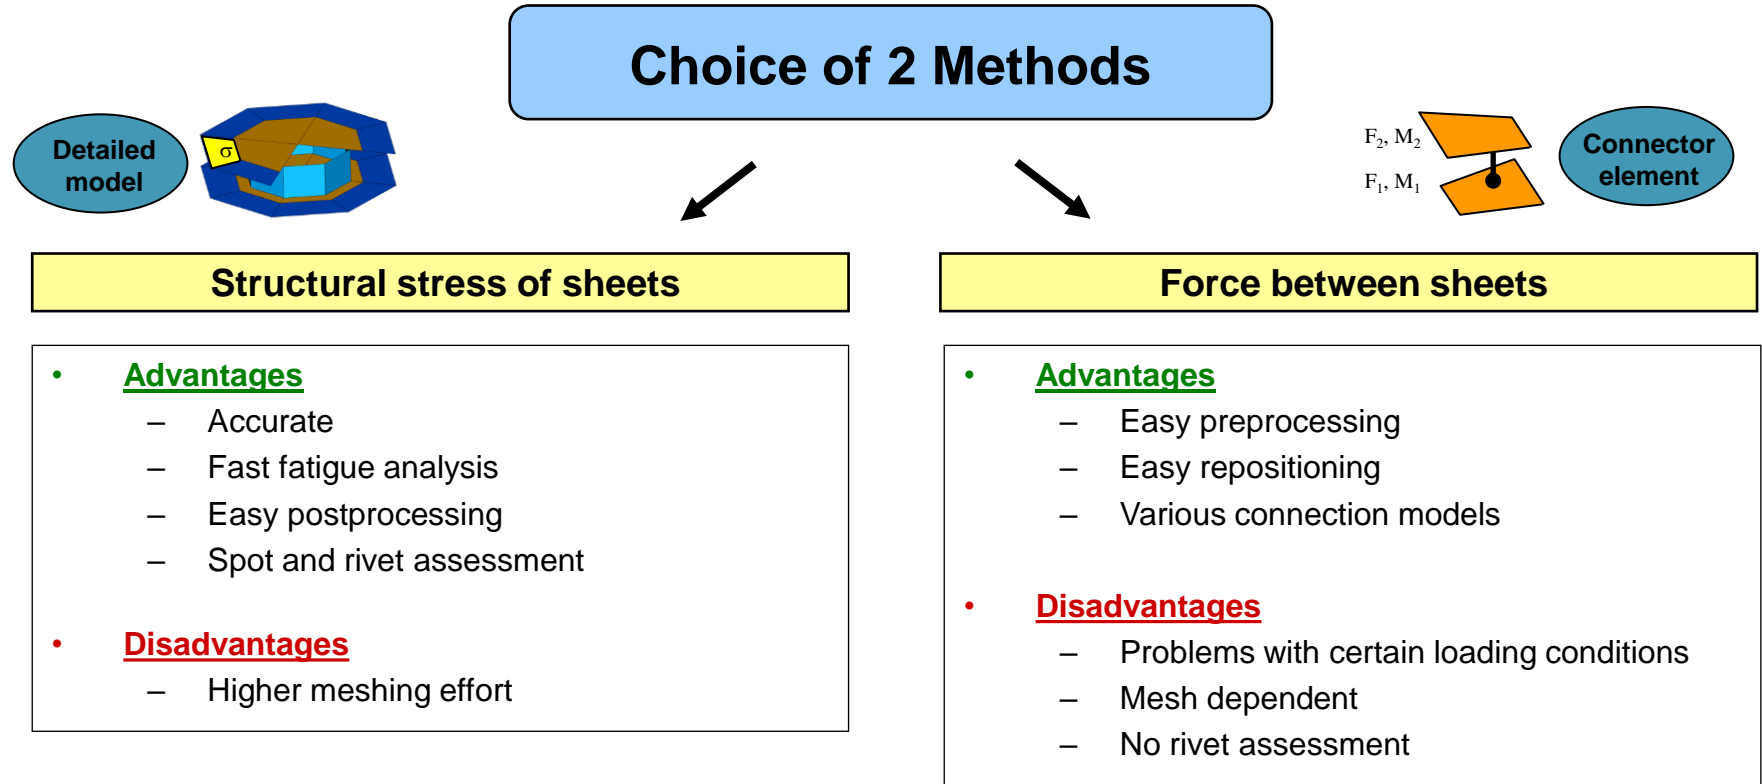 Choice of 2 Methods
Detailed
model
σ
F₂, M₂
F₁, M₁
Connector
element
Structural stress of sheets
• Advantages
– Accurate
– Fast fatigue analysis
– Easy postprocessing
– Spot and rivet assessment
• Disadvantages
– Higher meshing effort
Force between sheets
• Advantages
– Easy preprocessing
– Easy repositioning
– Various connection models
• Disadvantages
– Problems with certain loading conditions
– Mesh dependent
– No rivet assessment